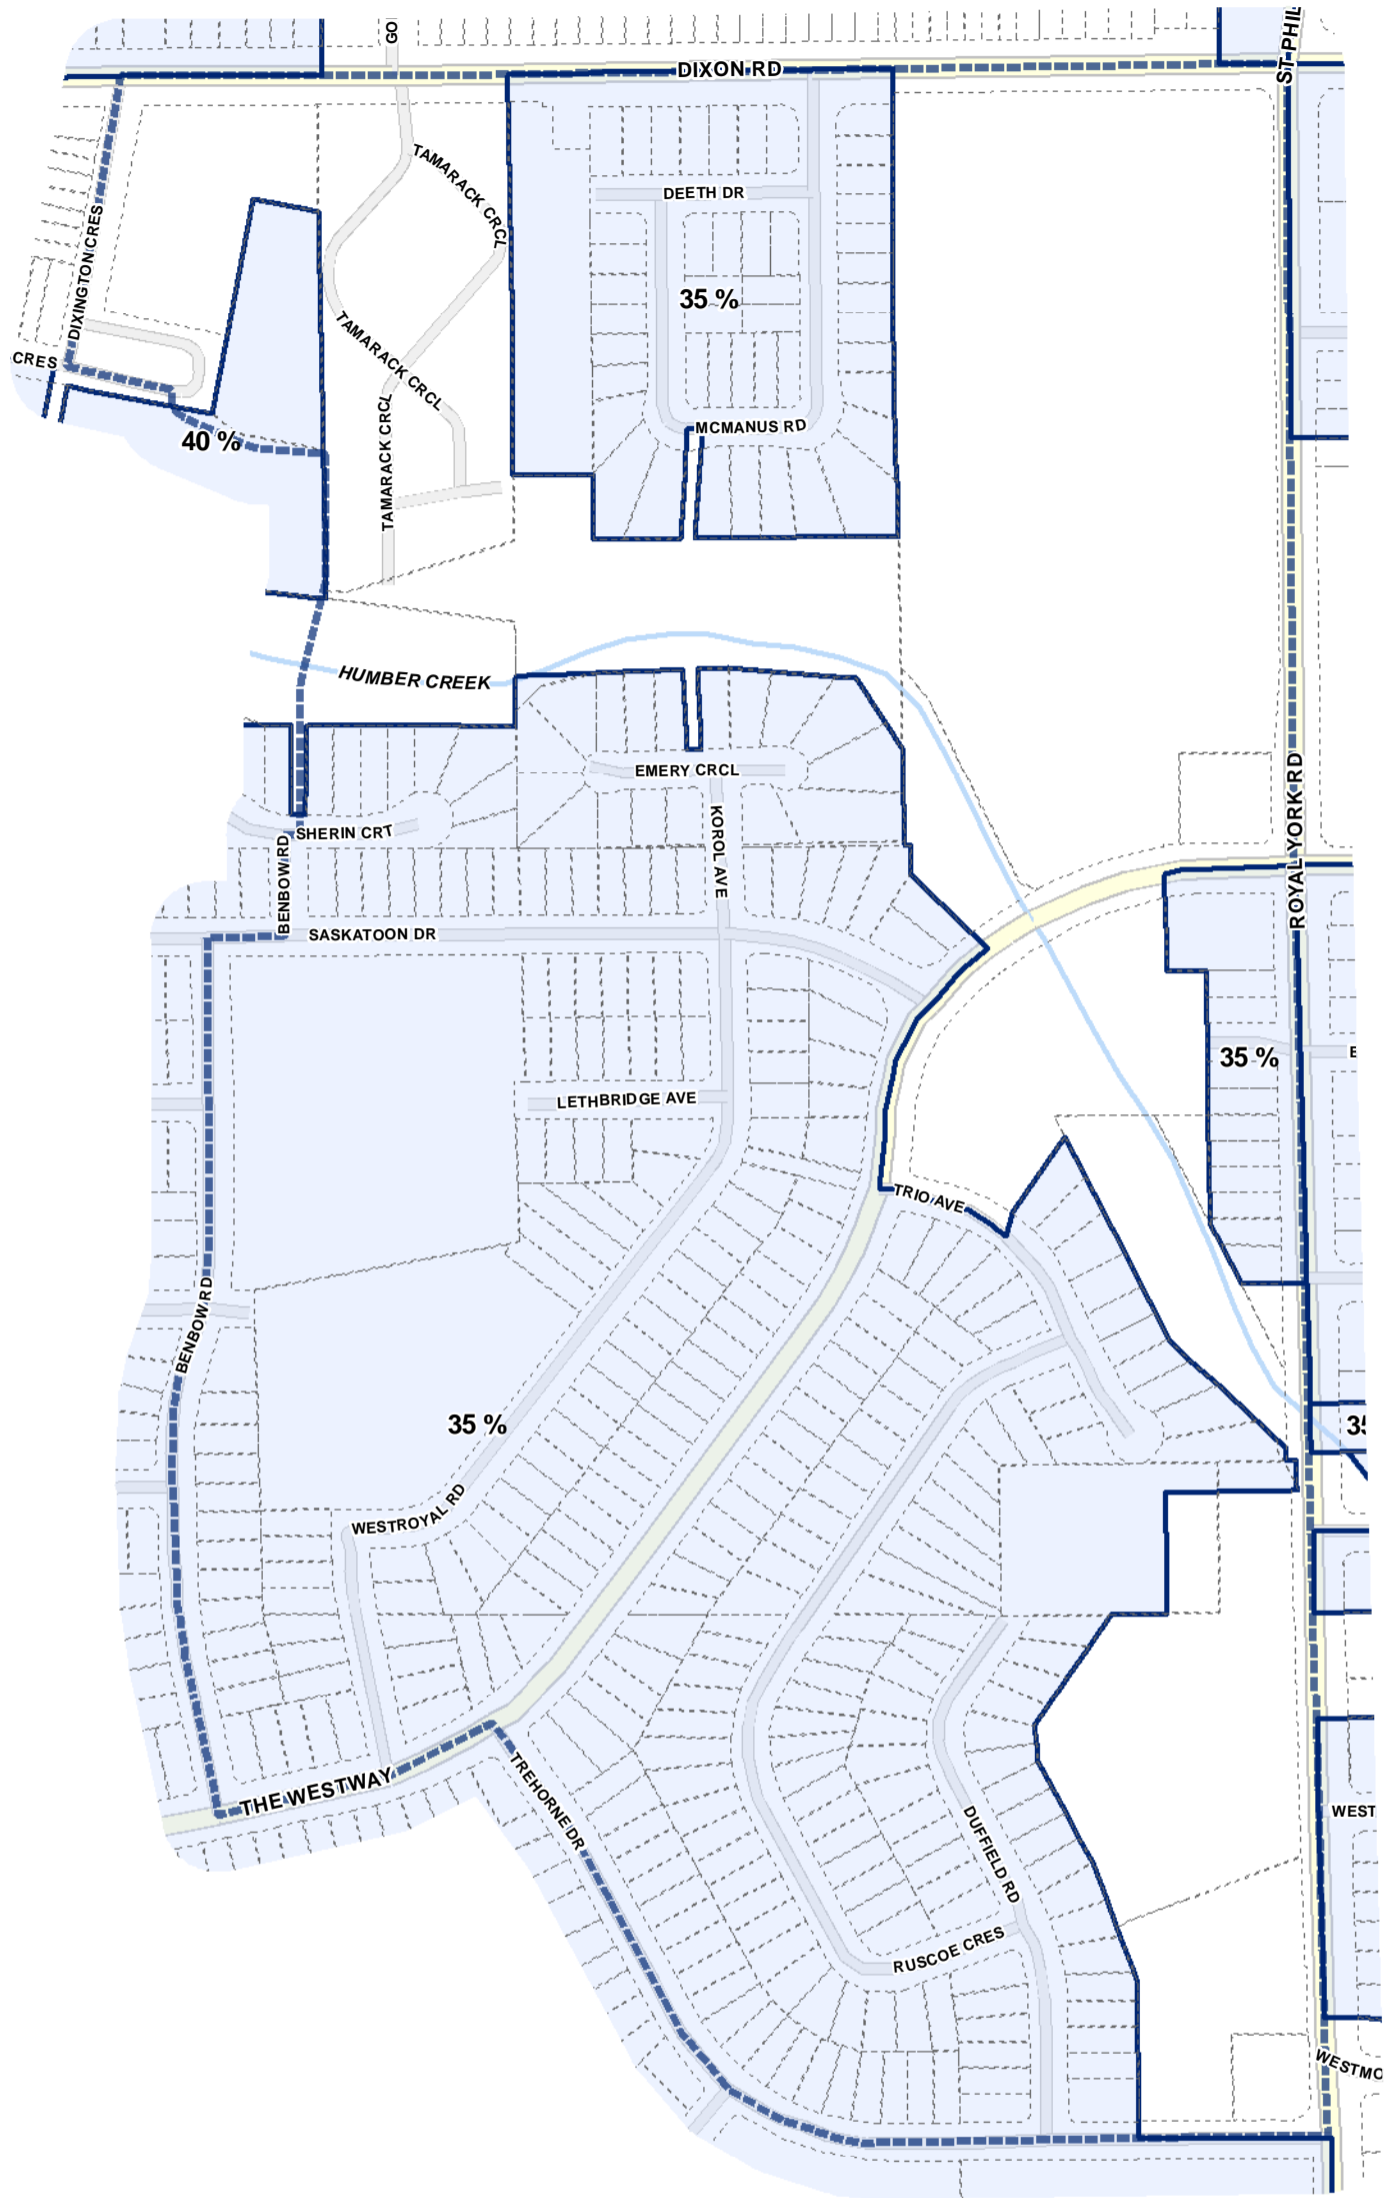 GO
ST PHIL
DIXON RD
TAMARACK CRCL
DEETH DR
DIXINGTON CRES
35 %
TAMARACK CRCL
CRES
TAMARACK CRCL
MCMANUS RD
40 %
HUMBER CREEK
EMERY CRCL
ROYAL YORK RD
KOROL AVE
SHERIN CRT
BENBOW RD
SASKATOON DR
35 %
E
LETHBRIDGE AVE
TRIO AVE
BENBOW RD
35 %
35
WESTROYAL RD
THE WESTWAY
TREHORNE DR
WEST
DUFFIELD RD
RUSCOE CRES
WESTMO